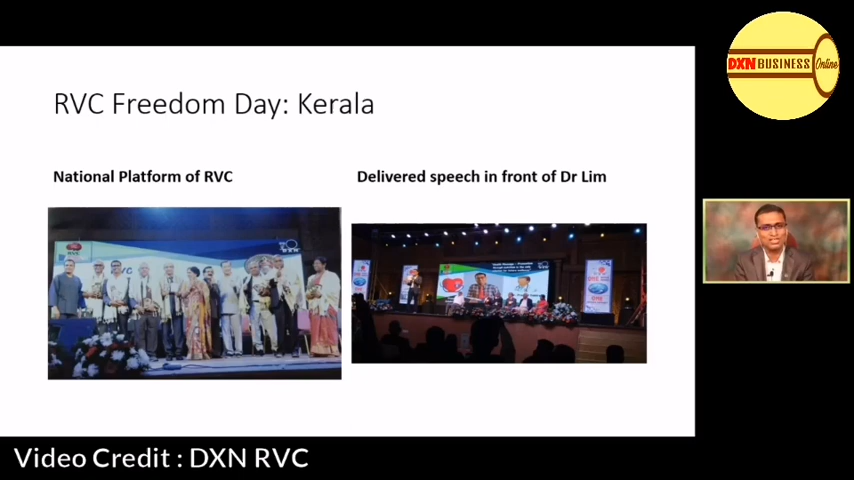 RVC Freedom Day: Kerala
National Platform of RVC
Delivered speech in front of Dr Lim
DXN BUSINESS Online
Video Credit : DXN RVC